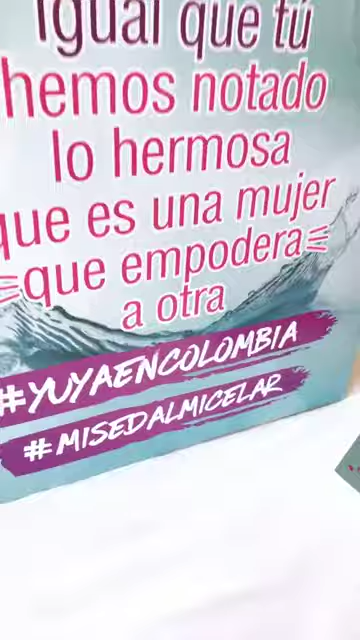 Igual que tú
hemos notado
lo hermosa
que es una mujer
que empodera
a otra
#YUYAENCOLOMBIA
#MISEDALMICELAR